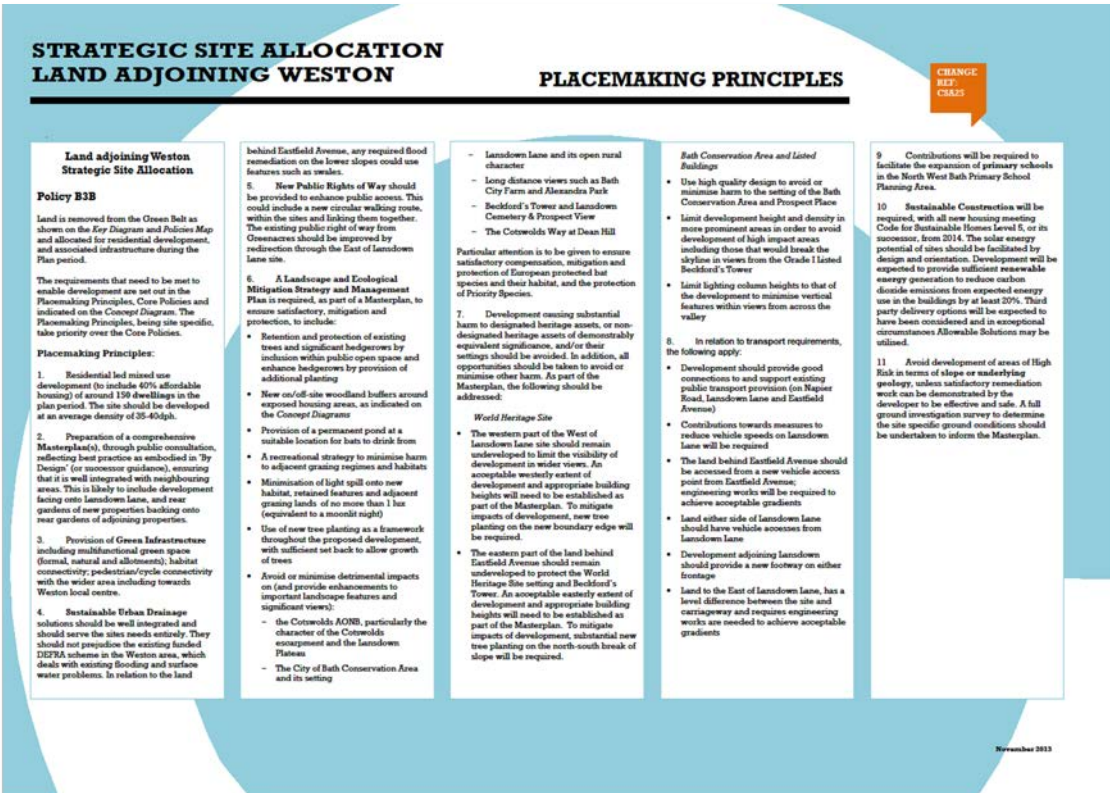 STRATEGIC SITE ALLOCATION
LAND ADJOINING WESTON
PLACEMAKING PRINCIPLES
CHANGE
REF:
CSA25
Land adjoining Weston
Strategic Site Allocation
Policy B3B
Land is removed from the Green Belt as
shown on the Key Diagram and Policies Map
and allocated for residential development,
and associated infrastructure during the
Plan period.
The requirements that need to be met to
enable development are set out in the
Placemaking Principles, Core Policies and
indicated on the Concept Diagram. The
Placemaking Principles, being site specific,
take priority over the Core Policies.
Placemaking Principles:
1. Residential led mixed use
development (to include 40% affordable
housing) of around 150 dwellings in the
plan period. The site should be developed
at an average density of 35-40dph.
2. Preparation of a comprehensive
Masterplan(s), through public consultation,
reflecting best practice as embodied in 'By
Design' (or successor guidance), ensuring
that it is well integrated with neighbouring
areas. This is likely to include development
facing onto Lansdown Lane, and rear
gardens of new properties backing onto
rear gardens of adjoining properties.
3. Provision of Green Infrastructure
including multifunctional green space
(formal, natural and allotments); habitat
connectivity; pedestrian/cycle connectivity
with the wider area including towards
Weston local centre.
4. Sustainable Urban Drainage
solutions should be well integrated and
should serve the sites needs entirely. They
should not prejudice the existing funded
DEFRA scheme in the Weston area, which
deals with existing flooding and surface
water problems. In relation to the land
behind Eastfield Avenue, any required flood
remediation on the lower slopes could use
features such as swales.
5. New Public Rights of Way should
be provided to enhance public access. This
could include a new circular walking route,
within the sites and linking them together.
The existing public right of way from
Greenacres should be improved by
redirection through the East of Lansdown
Lane site.
6. A Landscape and Ecological
Mitigation Strategy and Management
Plan is required, as part of a Masterplan, to
ensure satisfactory, mitigation and
protection, to include:
• Retention and protection of existing
trees and significant hedgerows by
inclusion within public open space and
enhance hedgerows by provision of
additional planting
• New on/off-site woodland buffers around
exposed housing areas, as indicated on
the Concept Diagrams
• Provision of a permanent pond at a
suitable location for bats to drink from
• A recreational strategy to minimise harm
to adjacent grazing regimes and habitats
• Minimisation of light spill onto new
habitat, retained features and adjacent
grazing lands of no more than 1 lux
(equivalent to a moonlit night)
• Use of new tree planting as a framework
throughout the proposed development,
with sufficient set back to allow growth
of trees
• Avoid or minimise detrimental impacts
on (and provide enhancements to
important landscape features and
significant views):
– the Cotswolds AONB, particularly the
character of the Cotswolds
escarpment and the Lansdown
Plateau
– The City of Bath Conservation Area
and its setting
– Lansdown Lane and its open rural
character
– Long distance views such as Bath
City Farm and Alexandra Park
– Beckford's Tower and Lansdown
Cemetery & Prospect View
– The Cotswolds Way at Dean Hill
Particular attention is to be given to ensure
satisfactory compensation, mitigation and
protection of European protected bat
species and their habitat, and the protection
of Priority Species.
7. Development causing substantial
harm to designated heritage assets, or non-
designated heritage assets of demonstrably
equivalent significance, and/or their
settings should be avoided. In addition, all
opportunities should be taken to avoid or
minimise other harm. As part of the
Masterplan, the following should be
addressed:
World Heritage Site
• The western part of the West of
Lansdown Lane site should remain
undeveloped to limit the visibility of
development in wider views. An
acceptable westerly extent of
development and appropriate building
heights will need to be established as
part of the Masterplan. To mitigate
impacts of development, new tree
planting on the new boundary edge will
be required.
• The eastern part of the land behind
Eastfield Avenue should remain
undeveloped to protect the World
Heritage Site setting and Beckford's
Tower. An acceptable easterly extent of
development and appropriate building
heights will need to be established as
part of the Masterplan. To mitigate
impacts of development, substantial new
tree planting on the north-south break of
slope will be required.
Bath Conservation Area and Listed
Buildings
• Use high quality design to avoid or
minimise harm to the setting of the Bath
Conservation Area and Prospect Place
• Limit development height and density in
more prominent areas in order to avoid
development of high impact areas
including those that would break the
skyline in views from the Grade I Listed
Beckford's Tower
• Limit lighting column heights to that of
the development to minimise vertical
features within views from across the
valley
8. In relation to transport requirements,
the following apply:
• Development should provide good
connections to and support existing
public transport provision (on Napier
Road, Lansdown Lane and Eastfield
Avenue)
• Contributions towards measures to
reduce vehicle speeds on Lansdown
Lane will be required
• The land behind Eastfield Avenue should
be accessed from a new vehicle access
point from Eastfield Avenue;
engineering works will be required to
achieve acceptable gradients
• Land either side of Lansdown Lane
should have vehicle accesses from
Lansdown Lane
• Development adjoining Lansdown
should provide a new footway on either
frontage
• Land to the East of Lansdown Lane, has a
level difference between the site and
carriageway and requires engineering
works are needed to achieve acceptable
gradients
9 Contributions will be required to
facilitate the expansion of primary schools
in the North West Bath Primary School
Planning Area.
10 Sustainable Construction will be
required, with all new housing meeting
Code for Sustainable Homes Level 5, or its
successor, from 2014. The solar energy
potential of sites should be facilitated by
design and orientation. Development will be
expected to provide sufficient renewable
energy generation to reduce carbon
dioxide emissions from expected energy
use in the buildings by at least 20%. Third
party delivery options will be expected to
have been considered and in exceptional
circumstances Allowable Solutions may be
utilised.
11 Avoid development of areas of High
Risk in terms of slope or underlying
geology, unless satisfactory remediation
work can be demonstrated by the
developer to be effective and safe. A full
ground investigation survey to determine
the site specific ground conditions should
be undertaken to inform the Masterplan.
November 2013